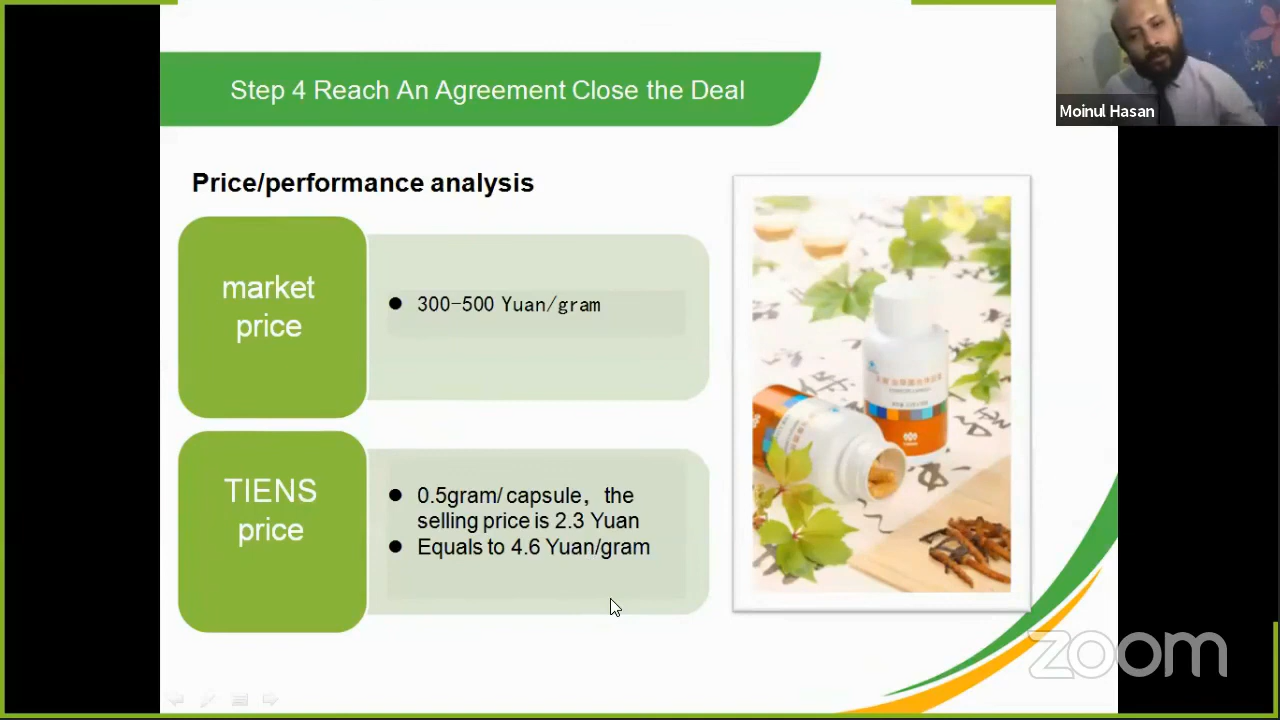 Step 4 Reach An Agreement Close the Deal
Moinul Hasan
Price/performance analysis
market
price
300-500 Yuan/gram
TIENS
price
0.5gram/ capsule，the
selling price is 2.3 Yuan
Equals to 4.6 Yuan/gram
zoom